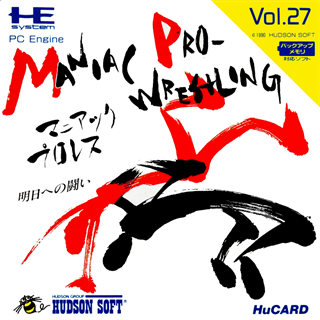 HE
system
PC Engine
Vol.27
© 1990 HUDSON SOFT
バックアップ
メモリ
対応ソフト
MANIAC PRO-
WRESTLING
マニアック
プロレス
明日への闘い
HUDSON GROUP
HUDSON SOFT
HuCARD